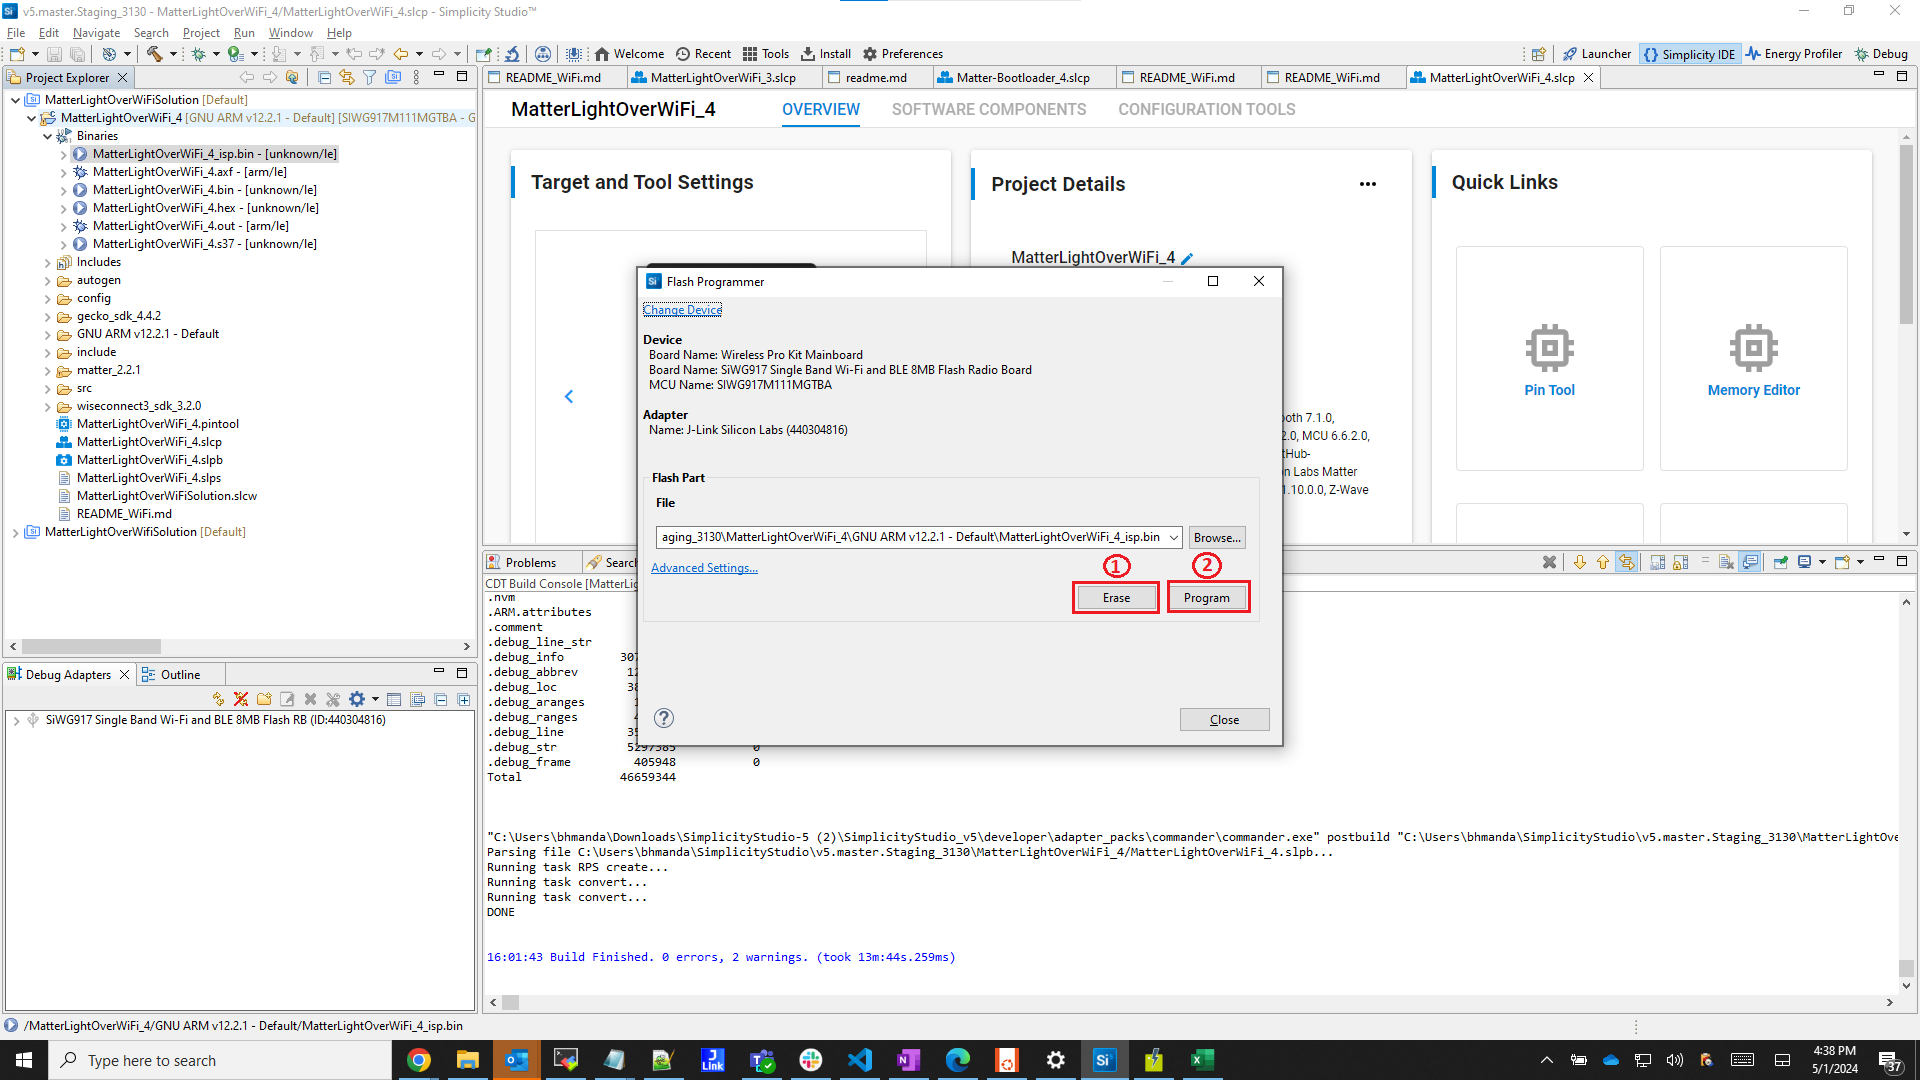 v5.master.Staging_3130 - MatterLightOverWiFi_4/MatterLightOverWiFi_4.slcp - Simplicity Studio™
File Edit Navigate Search Project Run Window Help
Welcome Recent Tools Install Preferences
Launcher Simplicity IDE Energy Profiler Debug
Project Explorer
README_WiFi.md MatterLightOverWiFi_3.slcp readme.md Matter-Bootloader_4.slcp README_WiFi.md README_WiFi.md MatterLightOverWiFi_4.slcp
MatterLightOverWiFiSolution [Default]
MatterLightOverWiFi_4 [GNU ARM v12.2.1 - Default] [SIWG917M111MGTBA - G
Binaries
MatterLightOverWiFi_4_isp.bin - [unknown/le]
MatterLightOverWiFi_4.axf - [arm/le]
MatterLightOverWiFi_4.bin - [unknown/le]
MatterLightOverWiFi_4.hex - [unknown/le]
MatterLightOverWiFi_4.out - [arm/le]
MatterLightOverWiFi_4.s37 - [unknown/le]
Includes
autogen
config
gecko_sdk_4.4.2
GNU ARM v12.2.1 - Default
include
matter_2.2.1
src
wiseconnect3_sdk_3.2.0
MatterLightOverWiFi_4.pintool
MatterLightOverWiFi_4.slcp
MatterLightOverWiFi_4.slpb
MatterLightOverWiFi_4.slps
MatterLightOverWiFiSolution.slcw
README_WiFi.md
MatterLightOverWifiSolution [Default]
MatterLightOverWiFi_4 OVERVIEW SOFTWARE COMPONENTS CONFIGURATION TOOLS
Target and Tool Settings
Project Details
MatterLightOverWiFi_4
ooth 7.1.0,
2.0, MCU 6.6.2.0,
tHub-
n Labs Matter
1.10.0.0, Z-Wave
Quick Links
Pin Tool
Memory Editor
Flash Programmer
Change Device
Device
Board Name: Wireless Pro Kit Mainboard
Board Name: SiWG917 Single Band Wi-Fi and BLE 8MB Flash Radio Board
MCU Name: SIWG917M111MGTBA
Adapter
Name: J-Link Silicon Labs (440304816)
Flash Part
File
aging_3130\MatterLightOverWiFi_4\GNU ARM v12.2.1 - Default\MatterLightOverWiFi_4_isp.bin Browse...
Advanced Settings...
1 2
Erase Program
Close
Debug Adapters Outline
SiWG917 Single Band Wi-Fi and BLE 8MB Flash RB (ID:440304816)
Problems Search
CDT Build Console [MatterLig
.nvm
.ARM.attributes
.comment
.debug_line_str
.debug_info 307
.debug_abbrev 12
.debug_loc 38
.debug_aranges 1
.debug_ranges 4
.debug_line 35
.debug_str 5297385 0
.debug_frame 405948 0
Total 46659344
"C:\Users\bhmanda\Downloads\SimplicityStudio-5 (2)\SimplicityStudio_v5\developer\adapter_packs\commander\commander.exe" postbuild "C:\Users\bhmanda\SimplicityStudio\v5.master.Staging_3130\MatterLightOve
Parsing file C:\Users\bhmanda\SimplicityStudio\v5.master.Staging_3130\MatterLightOverWiFi_4/MatterLightOverWiFi_4.slpb...
Running task RPS create...
Running task convert...
Running task convert...
DONE
16:01:43 Build Finished. 0 errors, 2 warnings. (took 13m:44s.259ms)
/MatterLightOverWiFi_4/GNU ARM v12.2.1 - Default/MatterLightOverWiFi_4_isp.bin
Type here to search
4:38 PM
5/1/2024
37